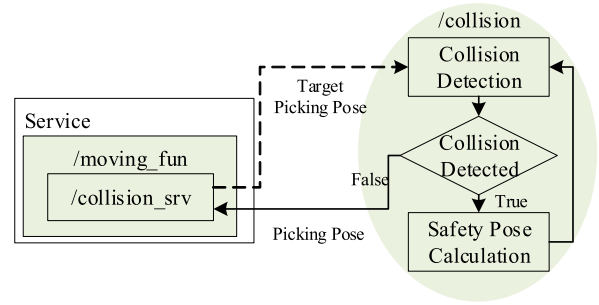 /collision
Collision
Detection
Target
Picking Pose
Service
/moving_fun
/collision_srv
Collision
Detected
False
True
Picking Pose
Safety Pose
Calculation